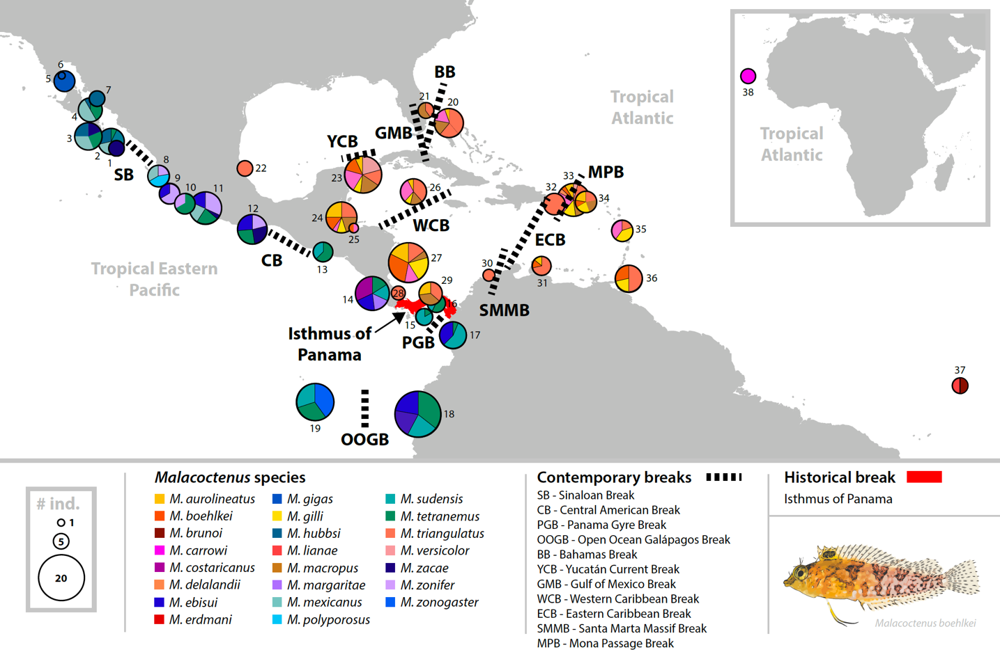 6
5
7
4
3
2
1
SB
8
9
10
11
12
CB
13
Tropical Eastern
Pacific
22
YCB
23
24
25
GMB
BB
21
20
26
WCB
27
14
28
29
16
15
Isthmus of
Panama
PGB
17
18
19
OOGB
Tropical
Atlantic
MPB
33
32
34
35
ECB
30
31
36
SMMB
37
38
Tropical
Atlantic
# ind.
1
5
20
Malacoctenus species
M. aurolineatus
M. boehlkei
M. brunoi
M. carrowi
M. costaricanus
M. delalandii
M. ebisui
M. erdmani
M. gigas
M. gilli
M. hubbsi
M. lianae
M. macropus
M. margaritae
M. mexicanus
M. polyporosus
M. sudensis
M. tetranemus
M. triangulatus
M. versicolor
M. zacae
M. zonifer
M. zonogaster
Contemporary breaks
SB - Sinaloan Break
CB - Central American Break
PGB - Panama Gyre Break
OOGB - Open Ocean Galápagos Break
BB - Bahamas Break
YCB - Yucatán Current Break
GMB - Gulf of Mexico Break
WCB - Western Caribbean Break
ECB - Eastern Caribbean Break
SMMB - Santa Marta Massif Break
MPB - Mona Passage Break
Historical break
Isthmus of Panama
Malacoctenus boehlkei